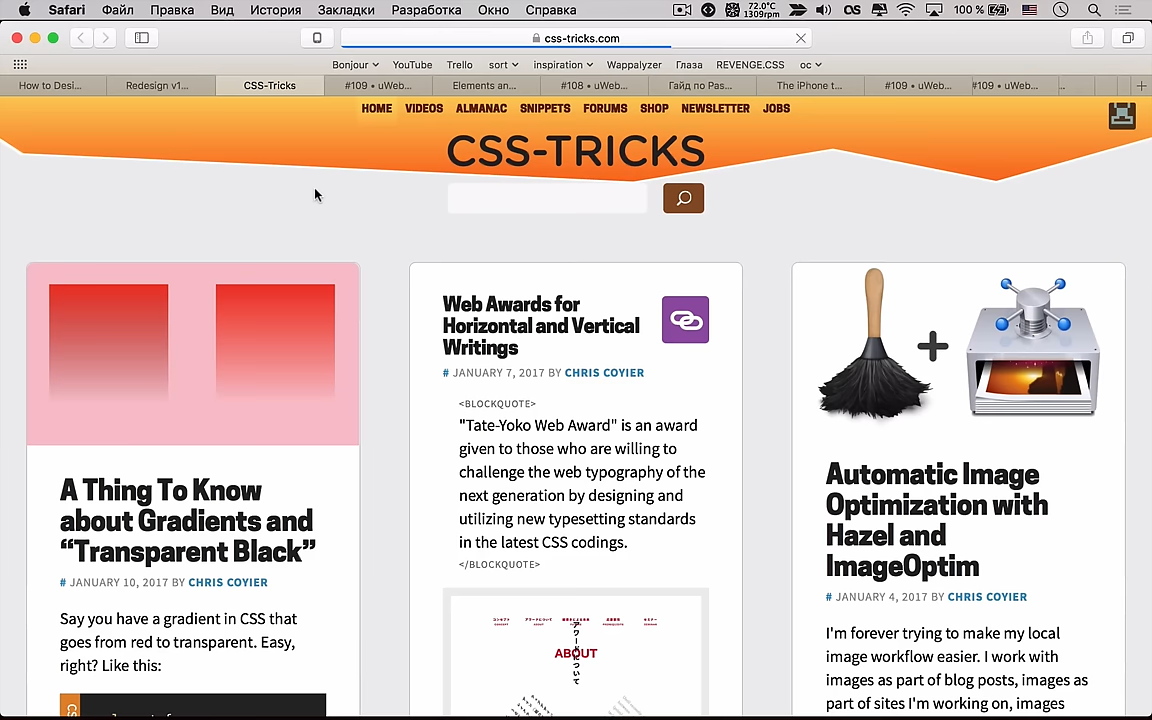 Safari Файл Правка Вид История Закладки Разработка Окно Справка
72.0°C
1309rpm
100 %
css-tricks.com
Bonjour YouTube Trello sort inspiration Wappalyzer Глаза REVENGE.CSS ос
How to Desi... Redesign v1... CSS-Tricks #109 • uWeb... Elements an... #108 • uWeb... Гайд по Pas... The iPhone t... #109 • uWeb... #109 • uWeb... ...
HOME VIDEOS ALMANAC SNIPPETS FORUMS SHOP NEWSLETTER JOBS
CSS-TRICKS
A Thing To Know
about Gradients and
“Transparent Black”
# JANUARY 10, 2017 BY CHRIS COYIER
Say you have a gradient in CSS that
goes from red to transparent. Easy,
right? Like this:
Web Awards for
Horizontal and Vertical
Writings
# JANUARY 7, 2017 BY CHRIS COYIER
<BLOCKQUOTE>
"Tate-Yoko Web Award" is an award
given to those who are willing to
challenge the web typography of the
next generation by designing and
utilizing new typesetting standards
in the latest CSS codings.
</BLOCKQUOTE>
ABOUT
アワードについて
Automatic Image
Optimization with
Hazel and
ImageOptim
# JANUARY 4, 2017 BY CHRIS COYIER
I'm forever trying to make my local
image workflow easier. I work with
images as part of blog posts, images as
part of sites I'm working on, images